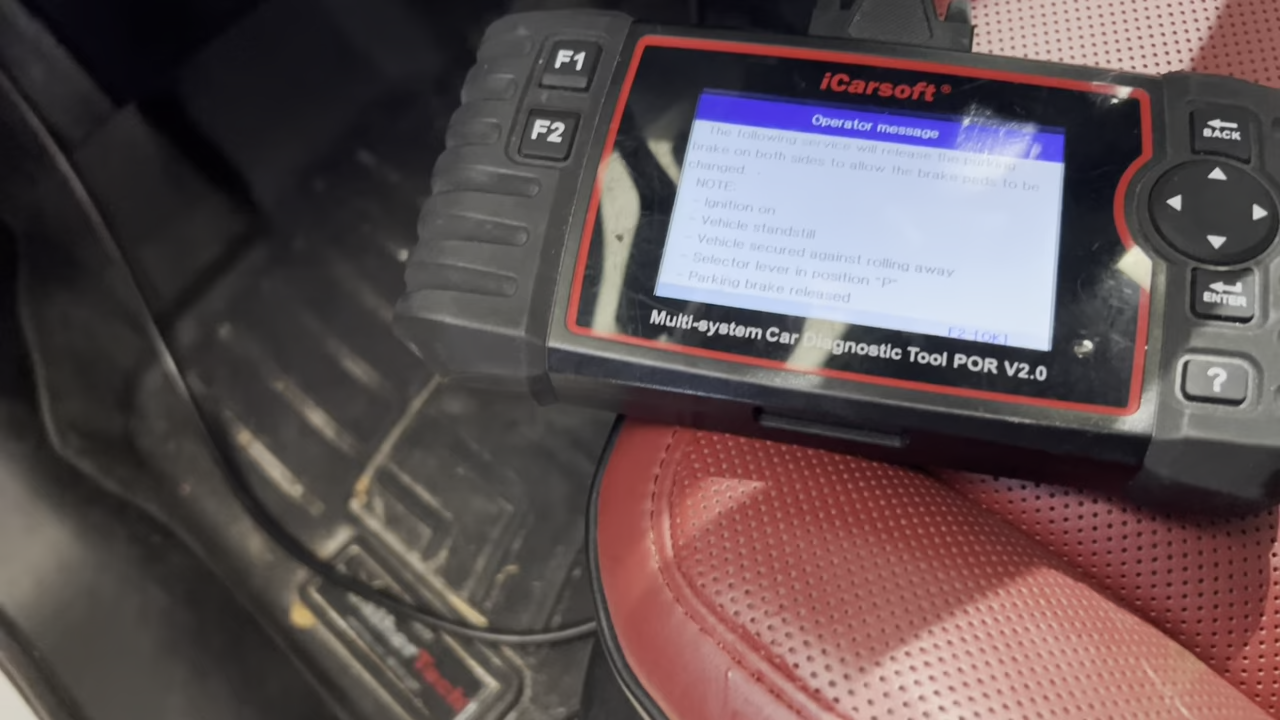 F1
F2
iCarsoft®
Operator message
The following service will release the parking
brake on both sides to allow the brake pads to be
changed.
NOTE:
- Ignition on
- Vehicle standstill
- Vehicle secured against rolling away
- Selector lever in position "P"
- Parking brake released
F2-[OK]
Multi-system Car Diagnostic Tool POR V2.0
BACK
ENTER
?